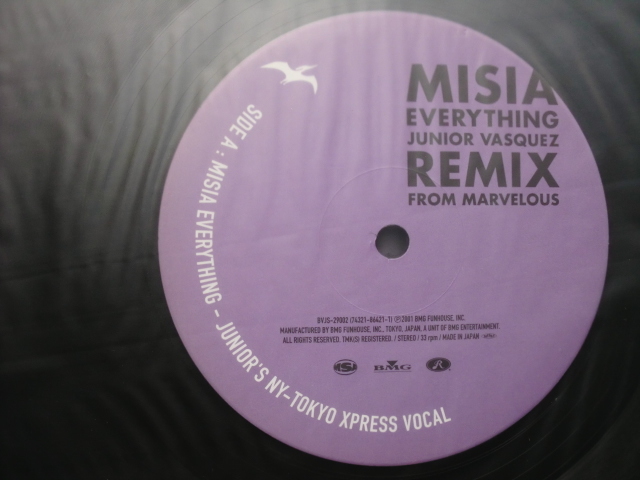 MISIA
EVERYTHING
JUNIOR VASQUEZ
REMIX
FROM MARVELOUS
SIDE A : MISIA EVERYTHING – JUNIOR'S NY-TOKYO XPRESS VOCAL
BVJS-29002 (74321-86421-1) ℗2001 BMG FUNHOUSE, INC.
MANUFACTURED BY BMG FUNHOUSE, INC., TOKYO, JAPAN, A UNIT OF BMG ENTERTAINMENT.
ALL RIGHTS RESERVED. TMK(S) REGISTERED. / STEREO / 33 rpm / MADE IN JAPAN
BMG
R